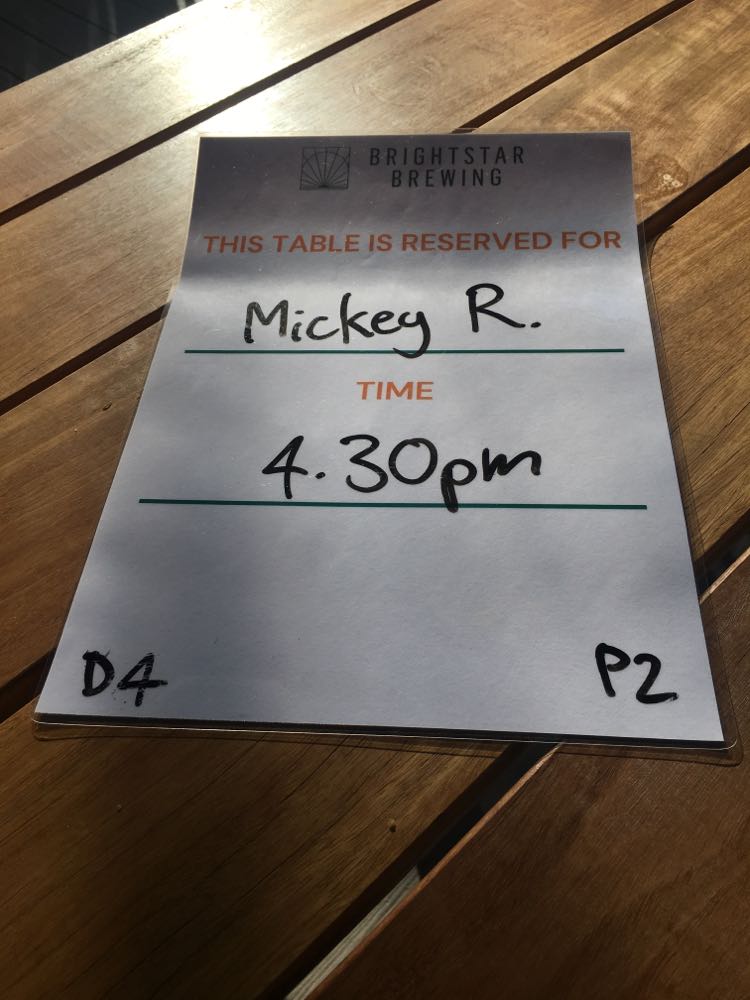 BRIGHTSTAR
BREWING
THIS TABLE IS RESERVED FOR
Mickey R.
TIME
4.30pm
D4 P2